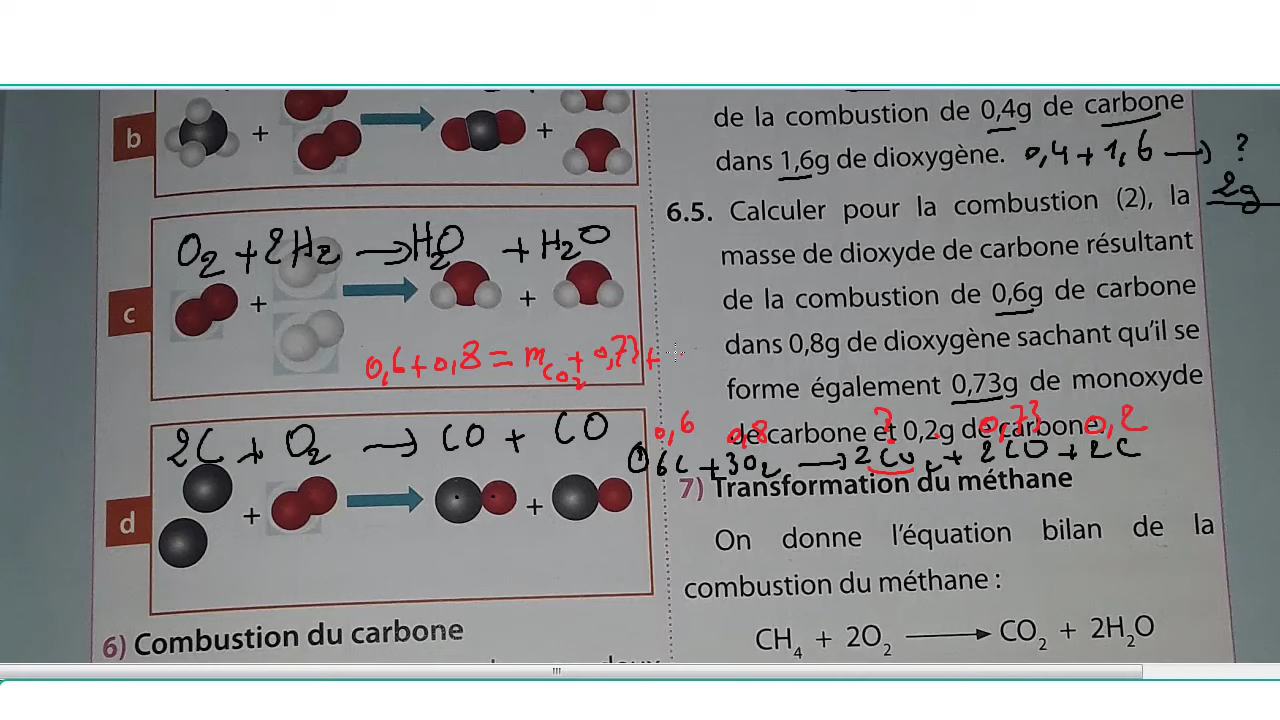 b
+
+
O2 + 2H2 → H2O + H2O
c
+
+
0,6 + 0,8 = mCO2 + 0,73 +
2C + O2 → CO + CO
d
+
+
6) Combustion du carbone
de la combustion de 0,4g de carbone
dans 1,6g de dioxygène. 0,4 + 1,6 → ?
2g
6.5. Calculer pour la combustion (2), la
masse de dioxyde de carbone résultant
de la combustion de 0,6g de carbone
dans 0,8g de dioxygène sachant qu'il se
forme également 0,73g de monoxyde
de carbone et 0,2g de carbone.
0,6 0,8 ? 0,73 0,2
6C + 3O2 → 2CO2 + 2CO + 2C
7) Transformation du méthane
On donne l'équation bilan de la
combustion du méthane :
CH4 + 2O2 → CO2 + 2H2O